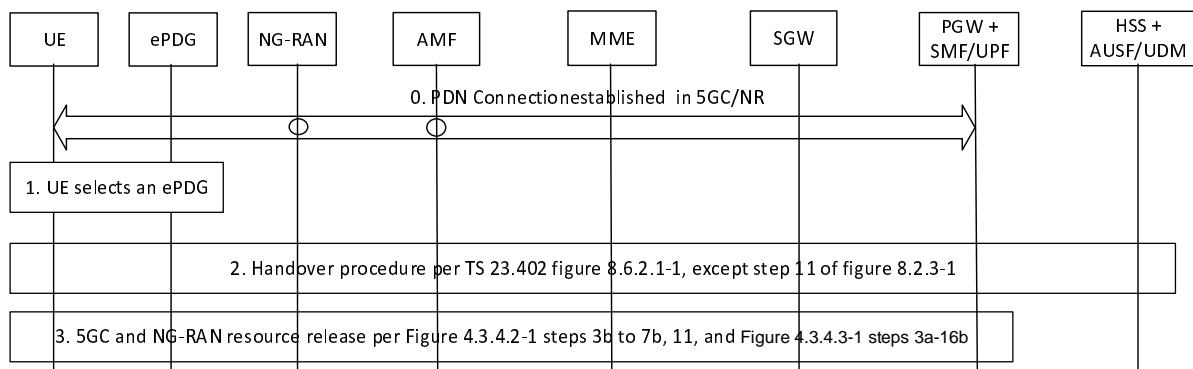 UE
ePDG
NG-RAN
AMF
MME
SGW
PGW +
SMF/UPF
HSS +
AUSF/UDM
0. PDN Connectionestablished in 5GC/NR
1. UE selects an ePDG
2. Handover procedure per TS 23.402 figure 8.6.2.1-1, except step 11 of figure 8.2.3-1
3. 5GC and NG-RAN resource release per Figure 4.3.4.2-1 steps 3b to 7b, 11, and Figure 4.3.4.3-1 steps 3a-16b